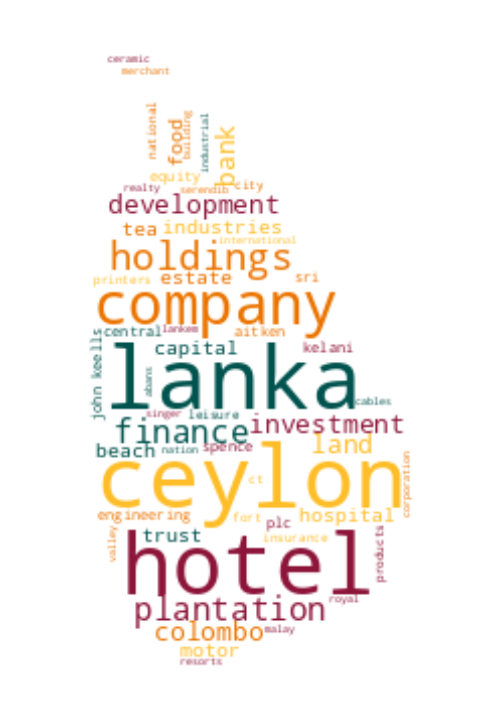 ceramic
merchant
national
food
building
industrial
bank
equity
realty
serendib
city
development
tea
industries
international
holdings
printers
estate
sri
company
central
lankem
aitken
john keells
capital
kelani
lanka
abans
cables
singer
leisure
finance
investment
beach
nation
spence
land
ceylon
ct
corporation
engineering
fort
plc
hospital
valley
trust
insurance
products
hotel
royal
plantation
colombo
malay
motor
resorts